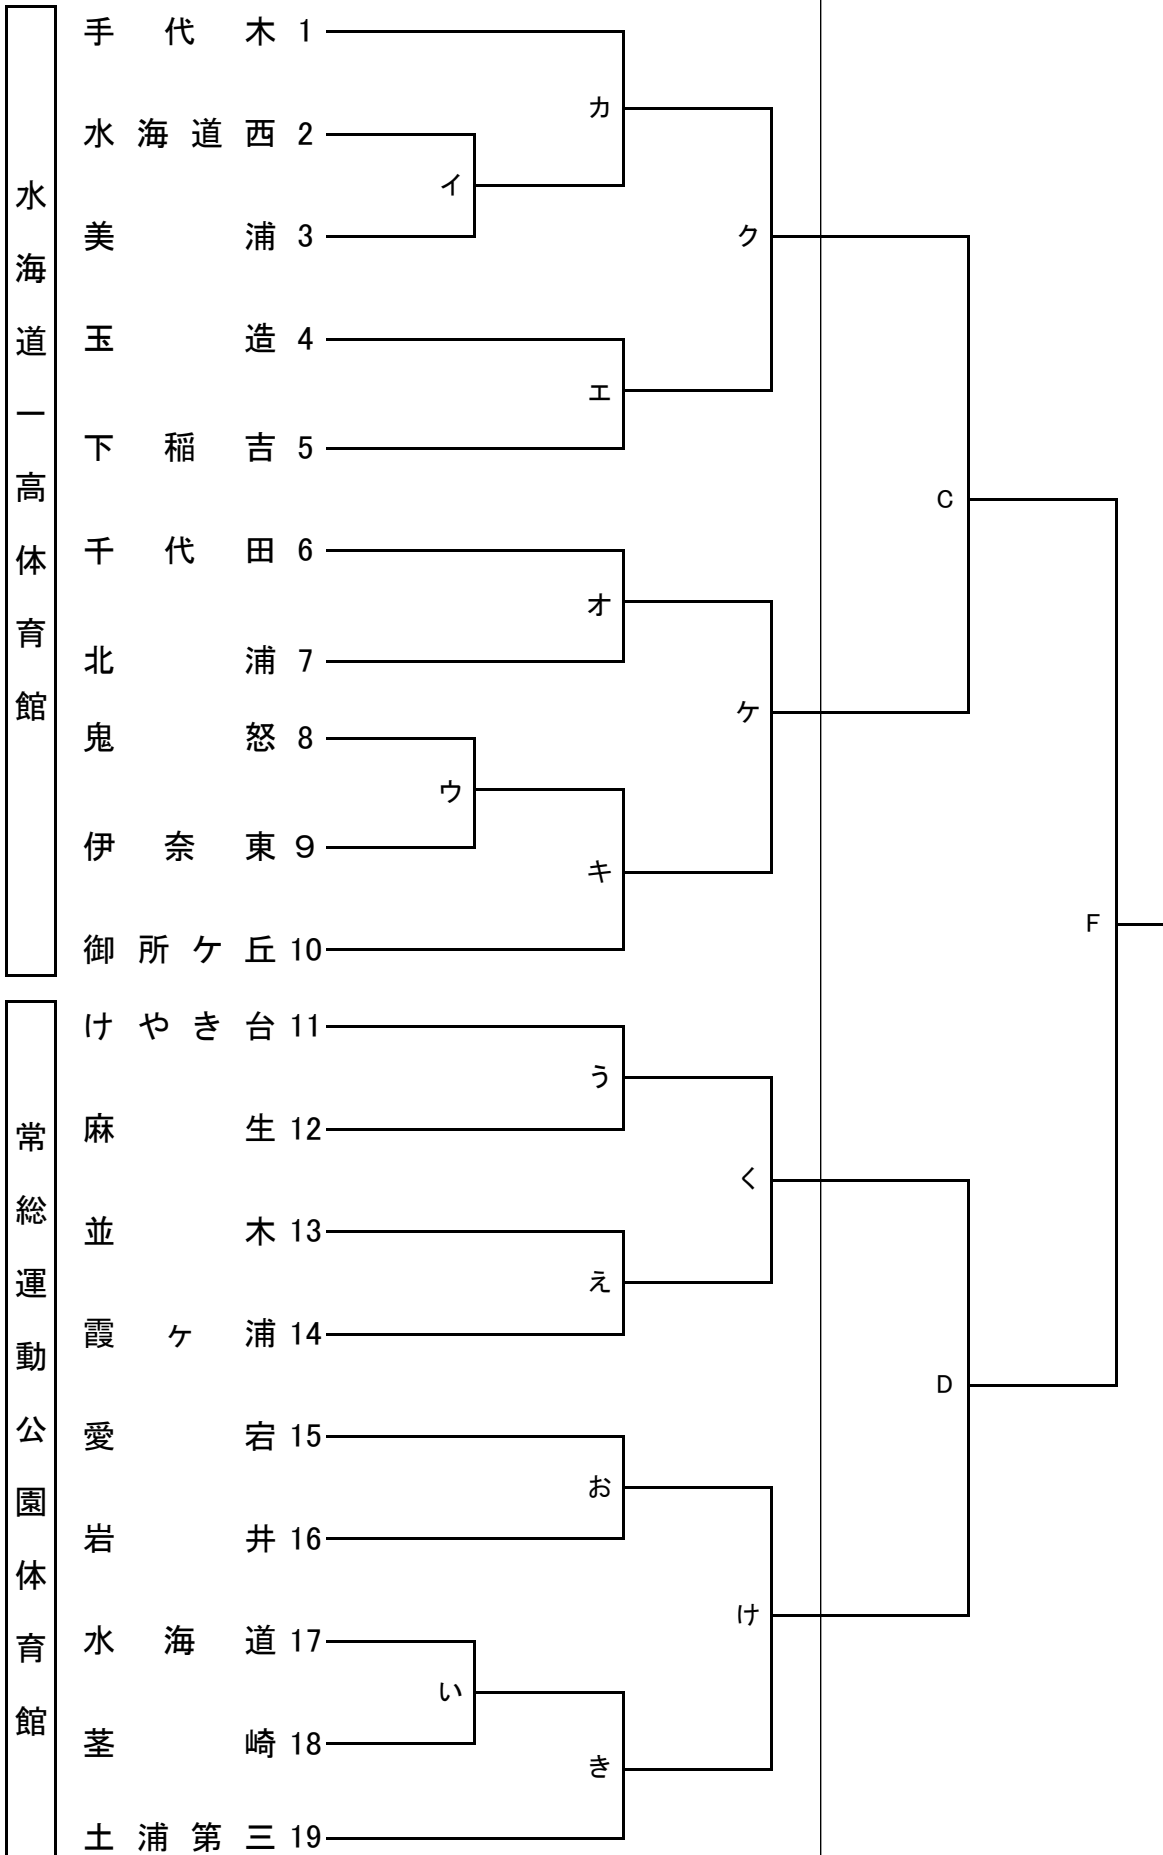 水海道一高体育館
手代木 1
カ
水海道西 2
イ
美浦 3
ク
玉造 4
エ
下稲吉 5
C
千代田 6
オ
北浦 7
ケ
鬼怒 8
ウ
伊奈東 9
キ
F
御所ケ丘 10
常総運動公園体育館
けやき台 11
う
麻生 12
く
並木 13
え
霞ヶ浦 14
D
愛宕 15
お
岩井 16
け
水海道 17
い
茎崎 18
き
土浦第三 19